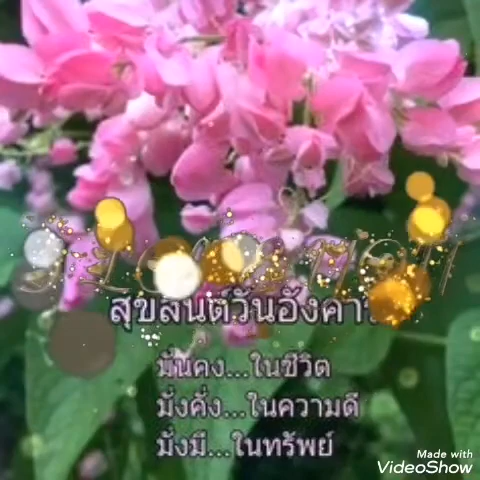 สุขสันต์วันอังคาร
มั่นคง...ในชีวิต
มั่งคั่ง...ในความดี
มั่งมี...ในทรัพย์
Made with
VideoShow